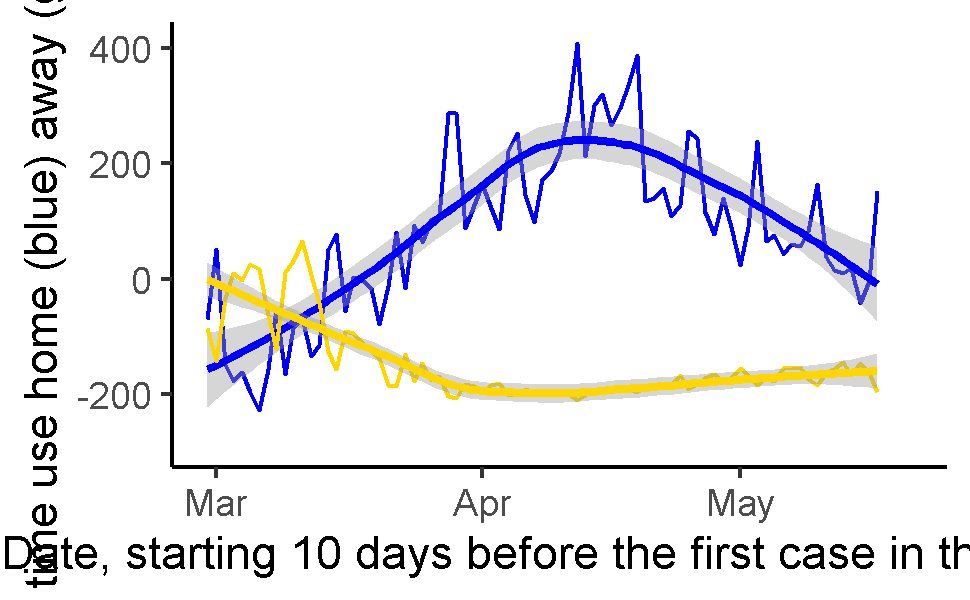 time use home (blue) away (
400
200
0
-200
Mar Apr May
Date, starting 10 days before the first case in th